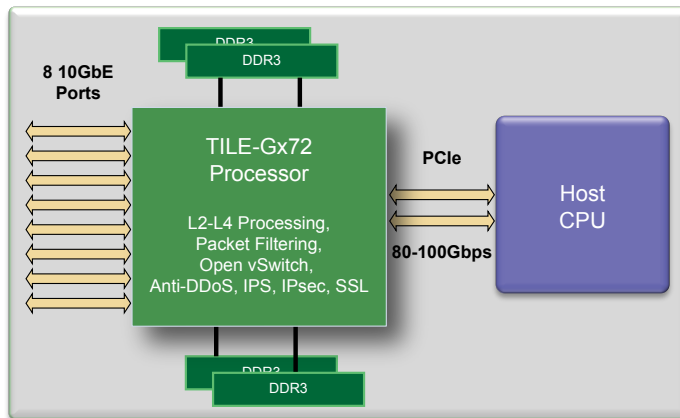 DDR3
DDR3
8 10GbE
Ports
TILE-Gx72
Processor
L2-L4 Processing,
Packet Filtering,
Open vSwitch,
Anti-DDoS, IPS, IPsec, SSL
PCIe
80-100Gbps
Host
CPU
DDR3
DDR3